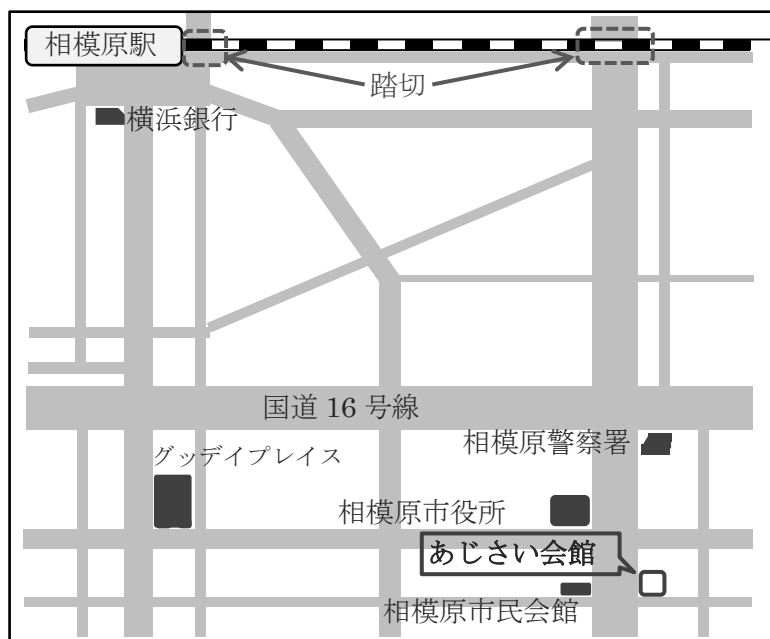 相模原駅
踏切
横浜銀行
国道 16 号線
相模原警察署
グッデイプレイス
相模原市役所
あじさい会館
相模原市民会館